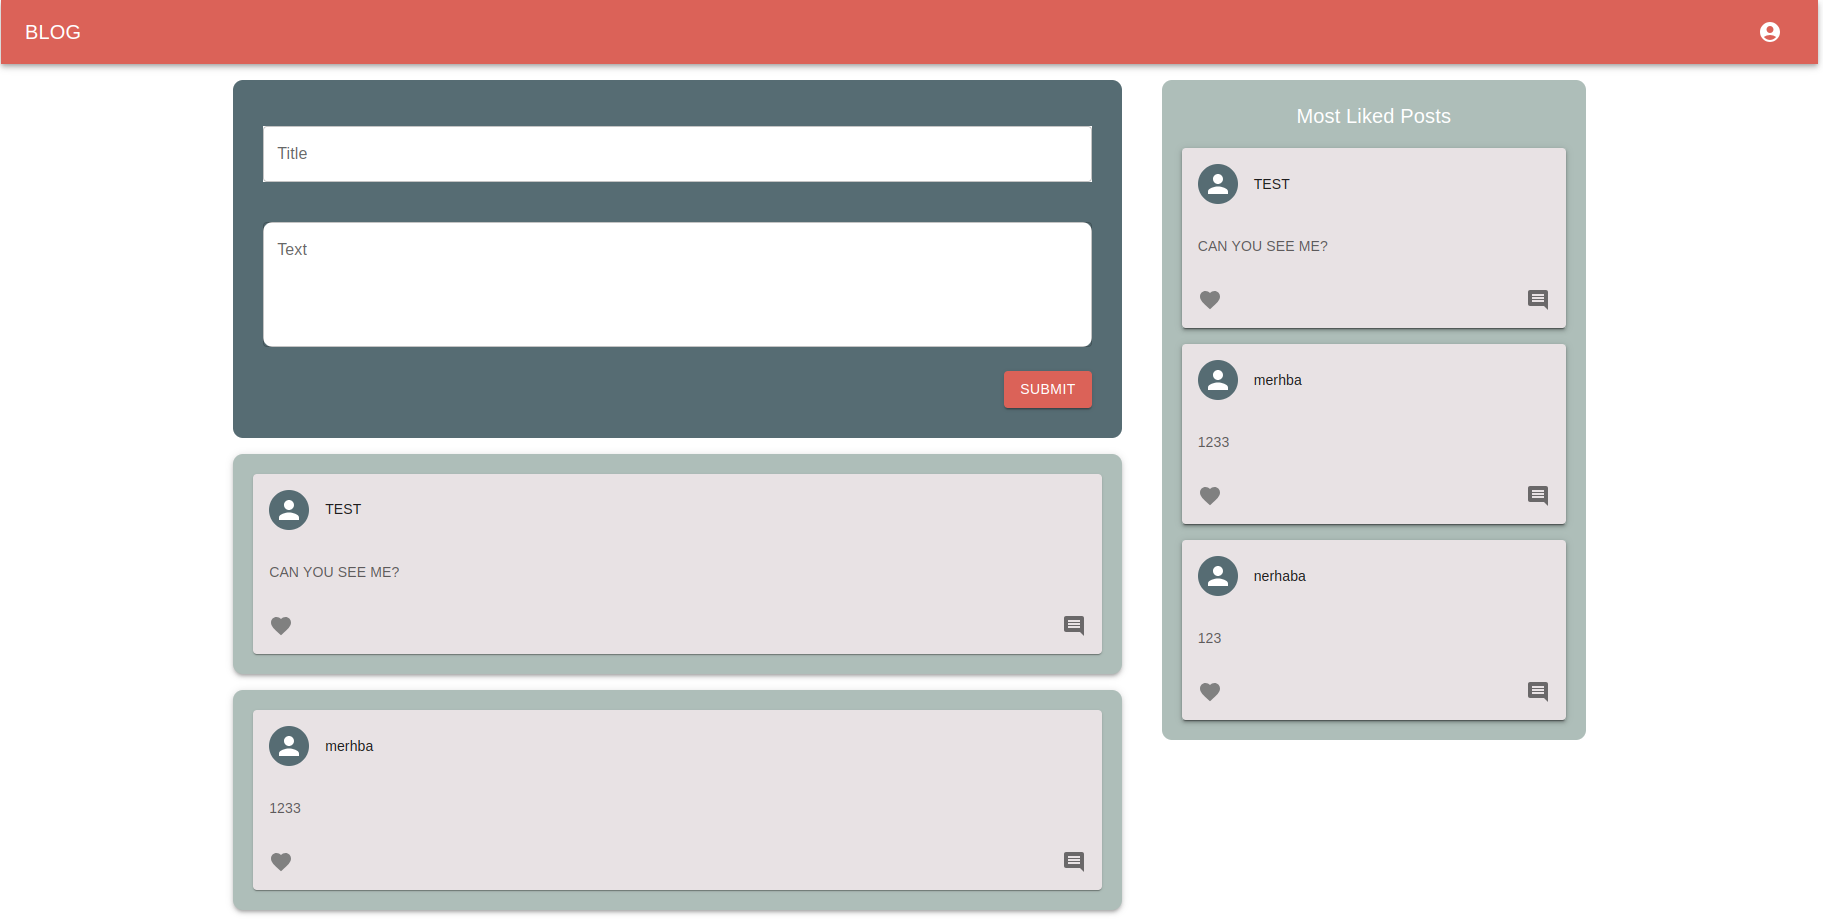 BLOG
Title
Text
SUBMIT
TEST
CAN YOU SEE ME?
merhba
1233
Most Liked Posts
TEST
CAN YOU SEE ME?
merhba
1233
nerhaba
123